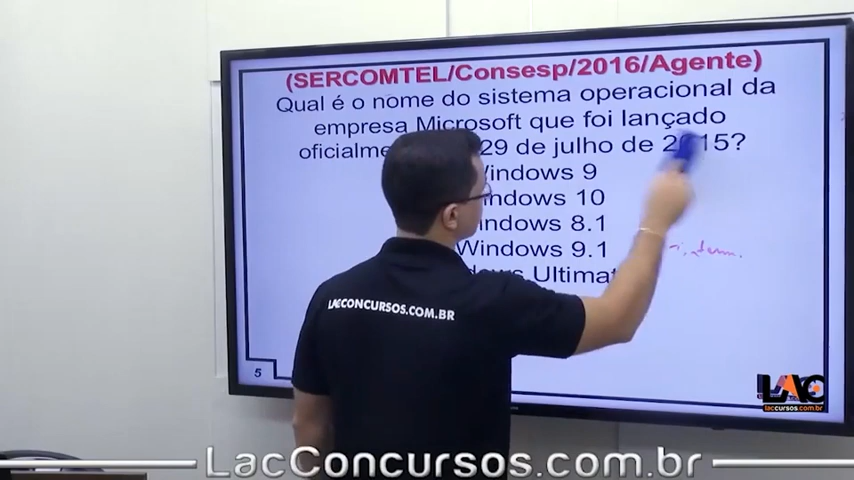 (SERCOMTEL/Consesp/2016/Agente)
Qual é o nome do sistema operacional da
empresa Microsoft que foi lançado
29 de julho de 2015?
Windows 9
Windows 10
Windows 8.1
Windows 9.1
Ultimat
5
LACCONCURSOS.COM.BR
LAC
laccursos.com.br
LacConcursos.com.br